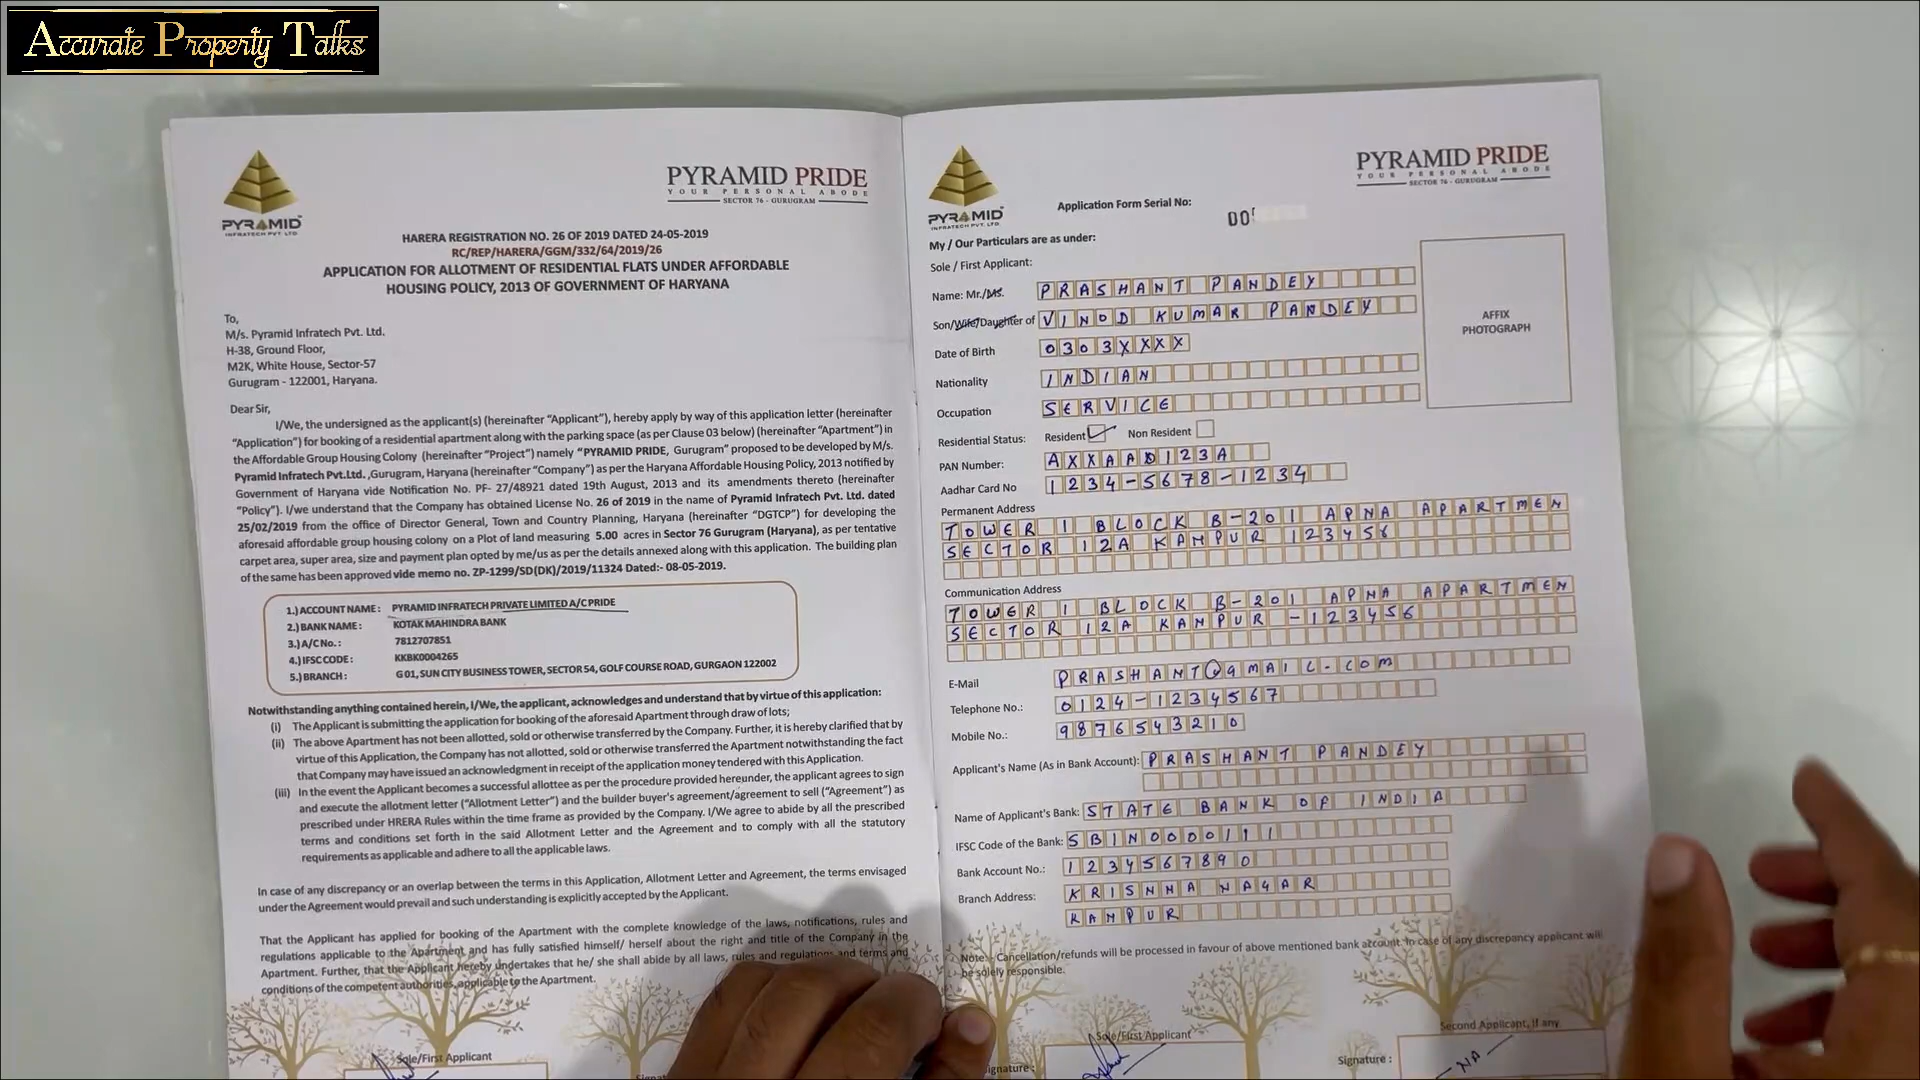 Accurate Property Talks
PYRAMID
INFRATECH PVT. LTD.
PYRAMID PRIDE
YOUR PERSONAL ABODE
SECTOR 76 - GURUGRAM
HARERA REGISTRATION NO. 26 OF 2019 DATED 24-05-2019
RC/REP/HARERA/GGM/332/64/2019/26
APPLICATION FOR ALLOTMENT OF RESIDENTIAL FLATS UNDER AFFORDABLE
HOUSING POLICY, 2013 OF GOVERNMENT OF HARYANA
To,
M/s. Pyramid Infratech Pvt. Ltd.
H-38, Ground Floor,
M2K, White House, Sector-57
Gurugram - 122001, Haryana.
Dear Sir,
I/We, the undersigned as the applicant(s) (hereinafter “Applicant”), hereby apply by way of this application letter (hereinafter
“Application”) for booking of a residential apartment along with the parking space (as per Clause 03 below) (hereinafter “Apartment”) in
the Affordable Group Housing Colony (hereinafter “Project”) namely “PYRAMID PRIDE, Gurugram” proposed to be developed by M/s.
Pyramid Infratech Pvt.Ltd. ,Gurugram, Haryana (hereinafter “Company”) as per the Haryana Affordable Housing Policy, 2013 notified by
Government of Haryana vide Notification No. PF- 27/48921 dated 19th August, 2013 and its amendments thereto (hereinafter
“Policy”). I/we understand that the Company has obtained License No. 26 of 2019 in the name of Pyramid Infratech Pvt. Ltd. dated
25/02/2019 from the office of Director General, Town and Country Planning, Haryana (hereinafter “DGTCP”) for developing the
aforesaid affordable group housing colony on a Plot of land measuring 5.00 acres in Sector 76 Gurugram (Haryana), as per tentative
carpet area, super area, size and payment plan opted by me/us as per the details annexed along with this application. The building plan
of the same has been approved vide memo no. ZP-1299/SD(DK)/2019/11324 Dated:- 08-05-2019.
1.) ACCOUNT NAME : PYRAMID INFRATECH PRIVATE LIMITED A/C PRIDE
2.) BANK NAME : KOTAK MAHINDRA BANK
3.) A/C No. : 7812707851
4.) IFSC CODE : KKBK0004265
5.) BRANCH : G 01, SUN CITY BUSINESS TOWER, SECTOR 54, GOLF COURSE ROAD, GURGAON 122002
Notwithstanding anything contained herein, I/We, the applicant, acknowledges and understand that by virtue of this application:
(i) The Applicant is submitting the application for booking of the aforesaid Apartment through draw of lots;
(ii) The above Apartment has not been allotted, sold or otherwise transferred by the Company. Further, it is hereby clarified that by
virtue of this Application, the Company has not allotted, sold or otherwise transferred the Apartment notwithstanding the fact
that Company may have issued an acknowledgment in receipt of the application money tendered with this Application.
(iii) In the event the Applicant becomes a successful allottee as per the procedure provided hereunder, the applicant agrees to sign
and execute the allotment letter (“Allotment Letter”) and the builder buyer's agreement/agreement to sell (“Agreement”) as
prescribed under HRERA Rules within the time frame as provided by the Company. I/We agree to abide by all the prescribed
terms and conditions set forth in the said Allotment Letter and the Agreement and to comply with all the statutory
requirements as applicable and adhere to all the applicable laws.
In case of any discrepancy or an overlap between the terms in this Application, Allotment Letter and Agreement, the terms envisaged
under the Agreement would prevail and such understanding is explicitly accepted by the Applicant.
That the Applicant has applied for booking of the Apartment with the complete knowledge of the laws, notifications, rules and
regulations applicable to the Apartment and has fully satisfied himself/ herself about the right and title of the Company in the
Apartment. Further, that the Applicant hereby undertakes that he/ she shall abide by all laws, rules and regulations and terms and
conditions of the competent authorities, applicable to the Apartment.
Sole/First Applicant
PYRAMID
INFRATECH PVT. LTD.
PYRAMID PRIDE
YOUR PERSONAL ABODE
SECTOR 76 - GURUGRAM
Application Form Serial No: 00
My / Our Particulars are as under:
Sole / First Applicant:
Name: Mr./Ms. PRASHANT PANDEY
Son/Wife/Daughter of VINOD KUMAR PANDEY
Date of Birth 0303XXXX
Nationality INDIAN
Occupation SERVICE
Residential Status: Resident Non Resident
PAN Number: AXXAAD123A
Aadhar Card No 1234-5678-1234
AFFIX
PHOTOGRAPH
Permanent Address
TOWER 1 BLOCK B-201 APNA APARTMEN
SECTOR 12A KANPUR 123456
Communication Address
TOWER 1 BLOCK B-201 APNA APARTMEN
SECTOR 12A KANPUR -123456
E-Mail PRASHANT@gMAIL.COM
Telephone No.: 0124-1234567
Mobile No.: 9876543210
Applicant's Name (As in Bank Account): PRASHANT PANDEY
Name of Applicant's Bank: STATE BANK OF INDIA
IFSC Code of the Bank: SBIN0000111
Bank Account No.: 1234567890
Branch Address: KRISNHA NAGAR
KANPUR
Note:- Cancellation/refunds will be processed in favour of above mentioned bank account. In case of any discrepancy applicant will
be solely responsible.
Sole/First Applicant
Second Applicant, if any
Signature :
NA